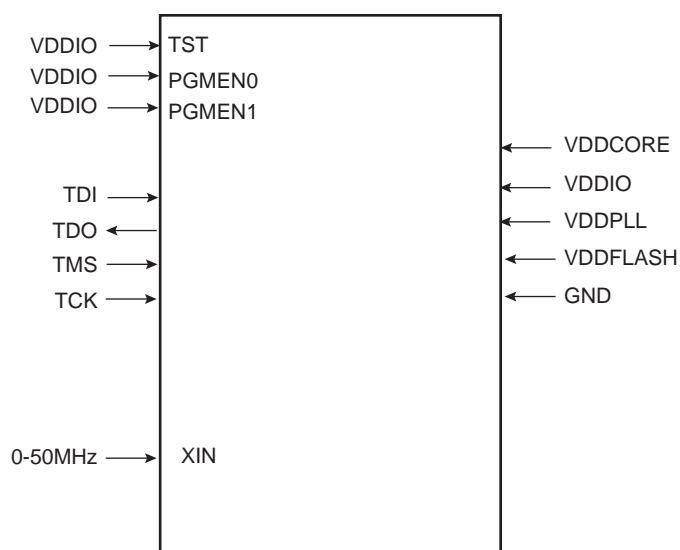 VDDIO TST
VDDIO PGMEN0
VDDIO PGMEN1
VDDCORE
TDI VDDIO
TDO VDDPLL
TMS VDDFLASH
TCK GND
0-50MHz XIN